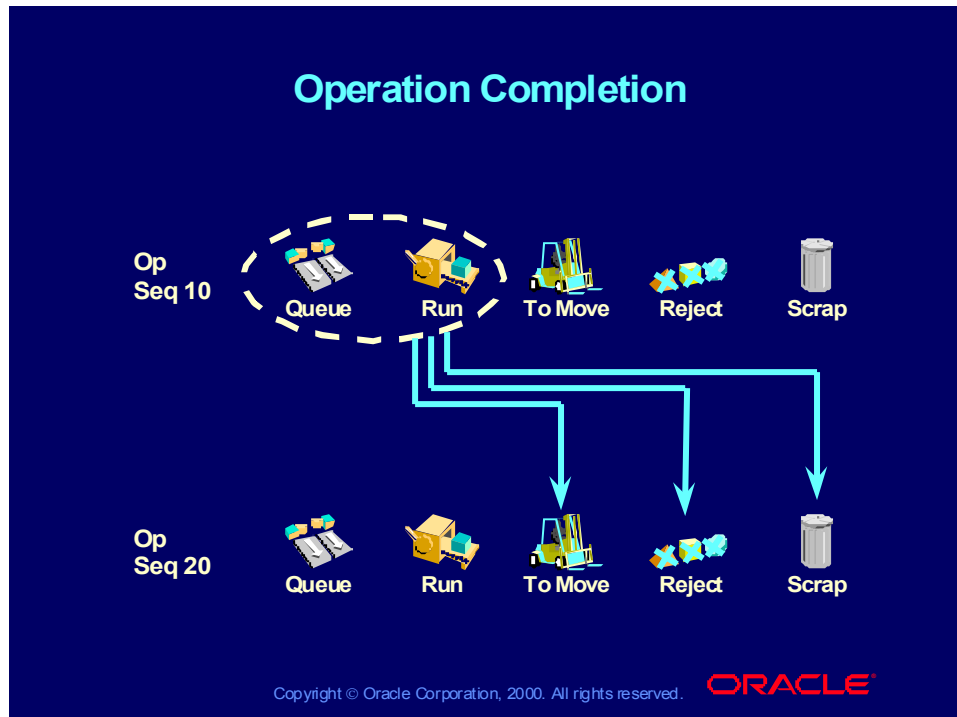 Operation Completion
Op
Seq 10
Queue Run To Move Reject Scrap
Op
Seq 20
Queue Run To Move Reject Scrap
Copyright © Oracle Corporation, 2000. All rights reserved.
ORACLE®